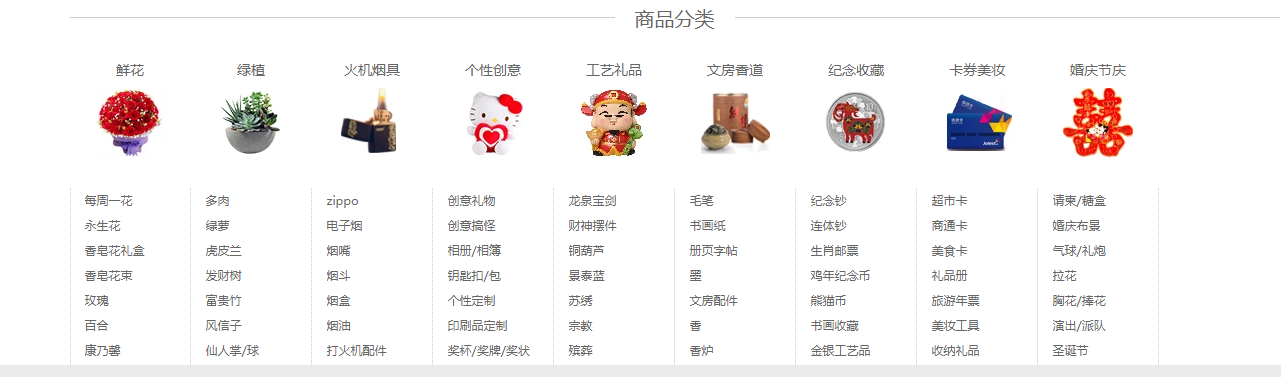 商品分类
鲜花 绿植 火机烟具 个性创意 工艺礼品 文房香道 纪念收藏 卡券美妆 婚庆节庆
每周一花 多肉 zippo 创意礼物 龙泉宝剑 毛笔 纪念钞 超市卡 请柬/糖盒
永生花 绿萝 电子烟 创意搞怪 财神摆件 书画纸 连体钞 商通卡 婚庆布景
香皂花礼盒 虎皮兰 烟嘴 相册/相簿 铜葫芦 册页字帖 生肖邮票 美食卡 气球/礼炮
香皂花束 发财树 烟斗 钥匙扣/包 景泰蓝 墨 鸡年纪念币 礼品册 拉花
玫瑰 富贵竹 烟盒 个性定制 苏绣 文房配件 熊猫币 旅游年票 胸花/捧花
百合 风信子 烟油 印刷品定制 宗教 香 书画收藏 美妆工具 演出/派队
康乃馨 仙人掌/球 打火机配件 奖杯/奖牌/奖状 殡葬 香炉 金银工艺品 收纳礼品 圣诞节